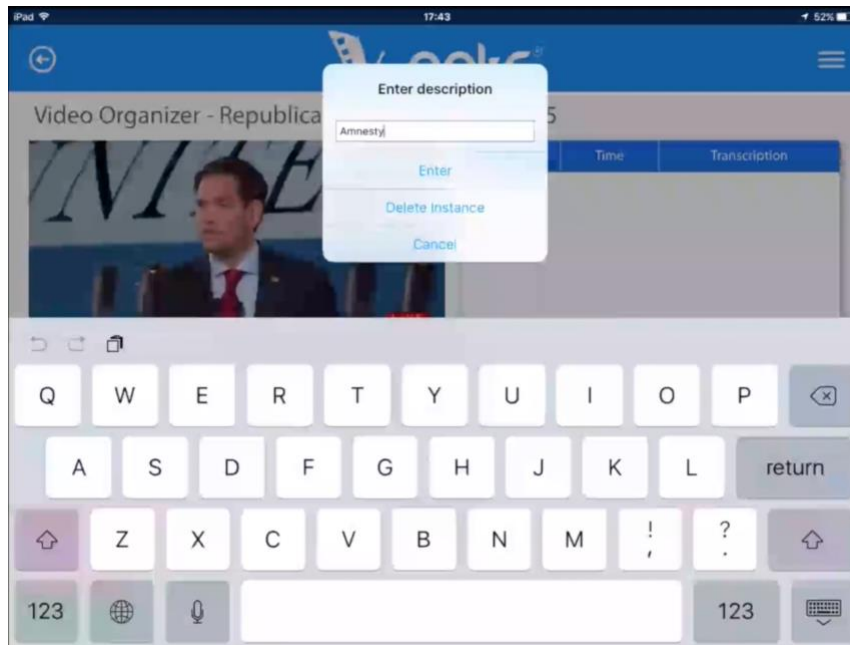 iPad 17:43 52%
Enter description
Video Organizer - Republica 5
Amnesty
Time Transcription
Enter
Delete Instance
Cancel
Q W E R T Y U I O P
A S D F G H J K L return
Z X C V B N M ! , ? .
123 123